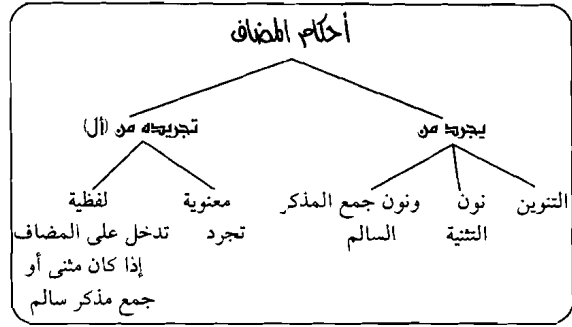 أحكام المضاف
يجرد من
تجريده من (أل)
التنوين
نون
التثنية
ونون جمع المذكر
السالم
معنوية
تجرد
لفظية
تدخل على المضاف
إذا كان مثنى أو
جمع مذكر سالم